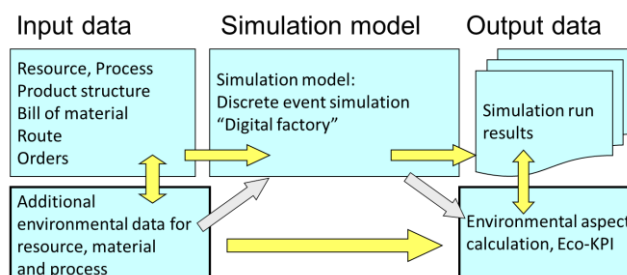 Input data
Simulation model
Output data
Resource, Process
Product structure
Bill of material
Route
Orders
Simulation model:
Discrete event simulation
“Digital factory”
Simulation run
results
Additional
environmental data for
resource, material
and process
Environmental aspect
calculation, Eco-KPI